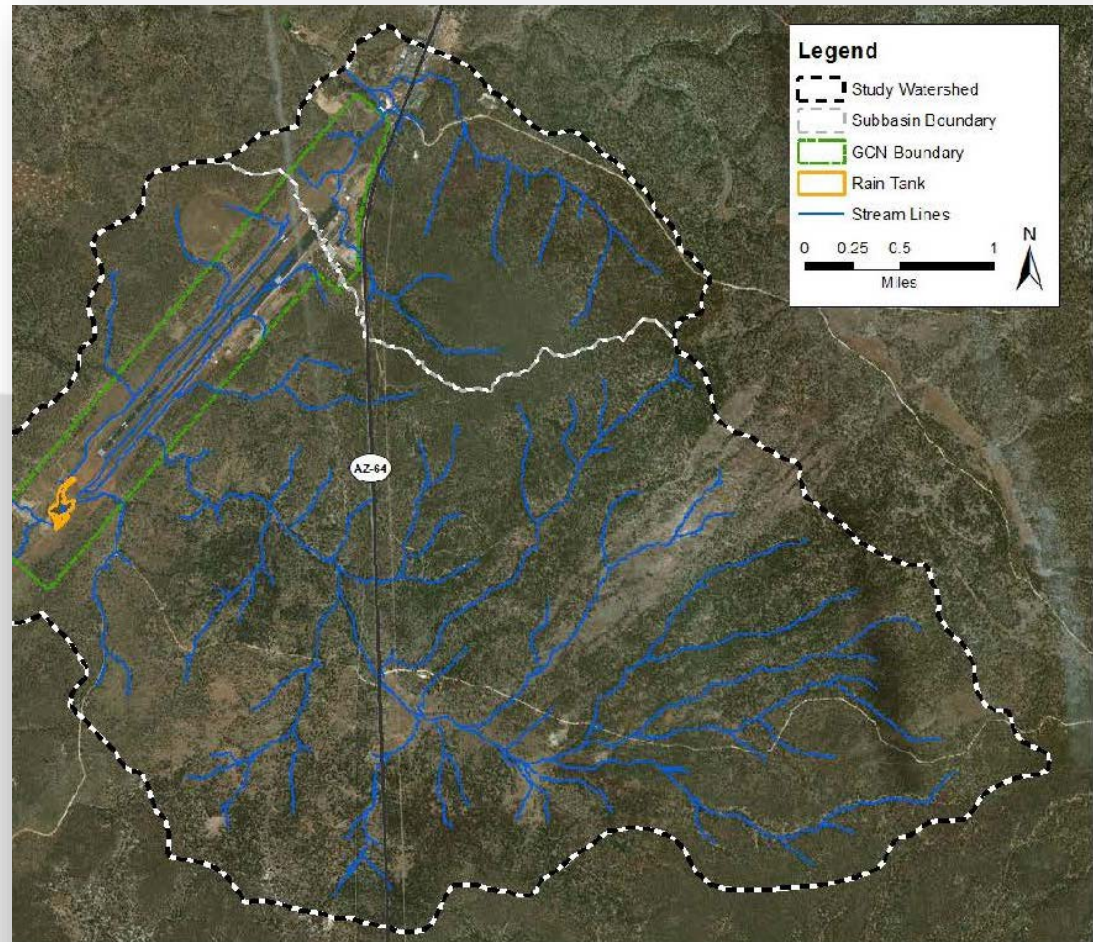 Legend
Study Watershed
Subbasin Boundary
GCN Boundary
Rain Tank
Stream Lines
0 0.25 0.5 1
Miles
N
AZ-64